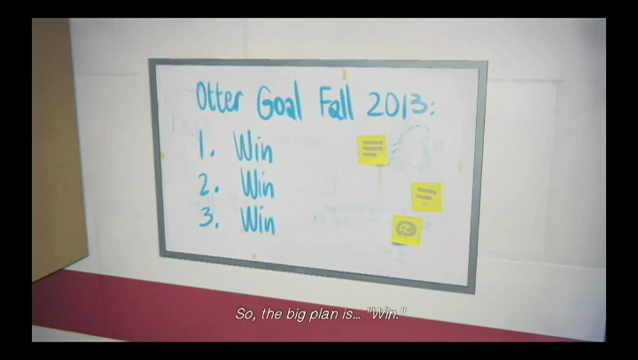 Otter Goal Fall 2013:
1. Win
2. Win
3. Win
So, the big plan is... "Win."